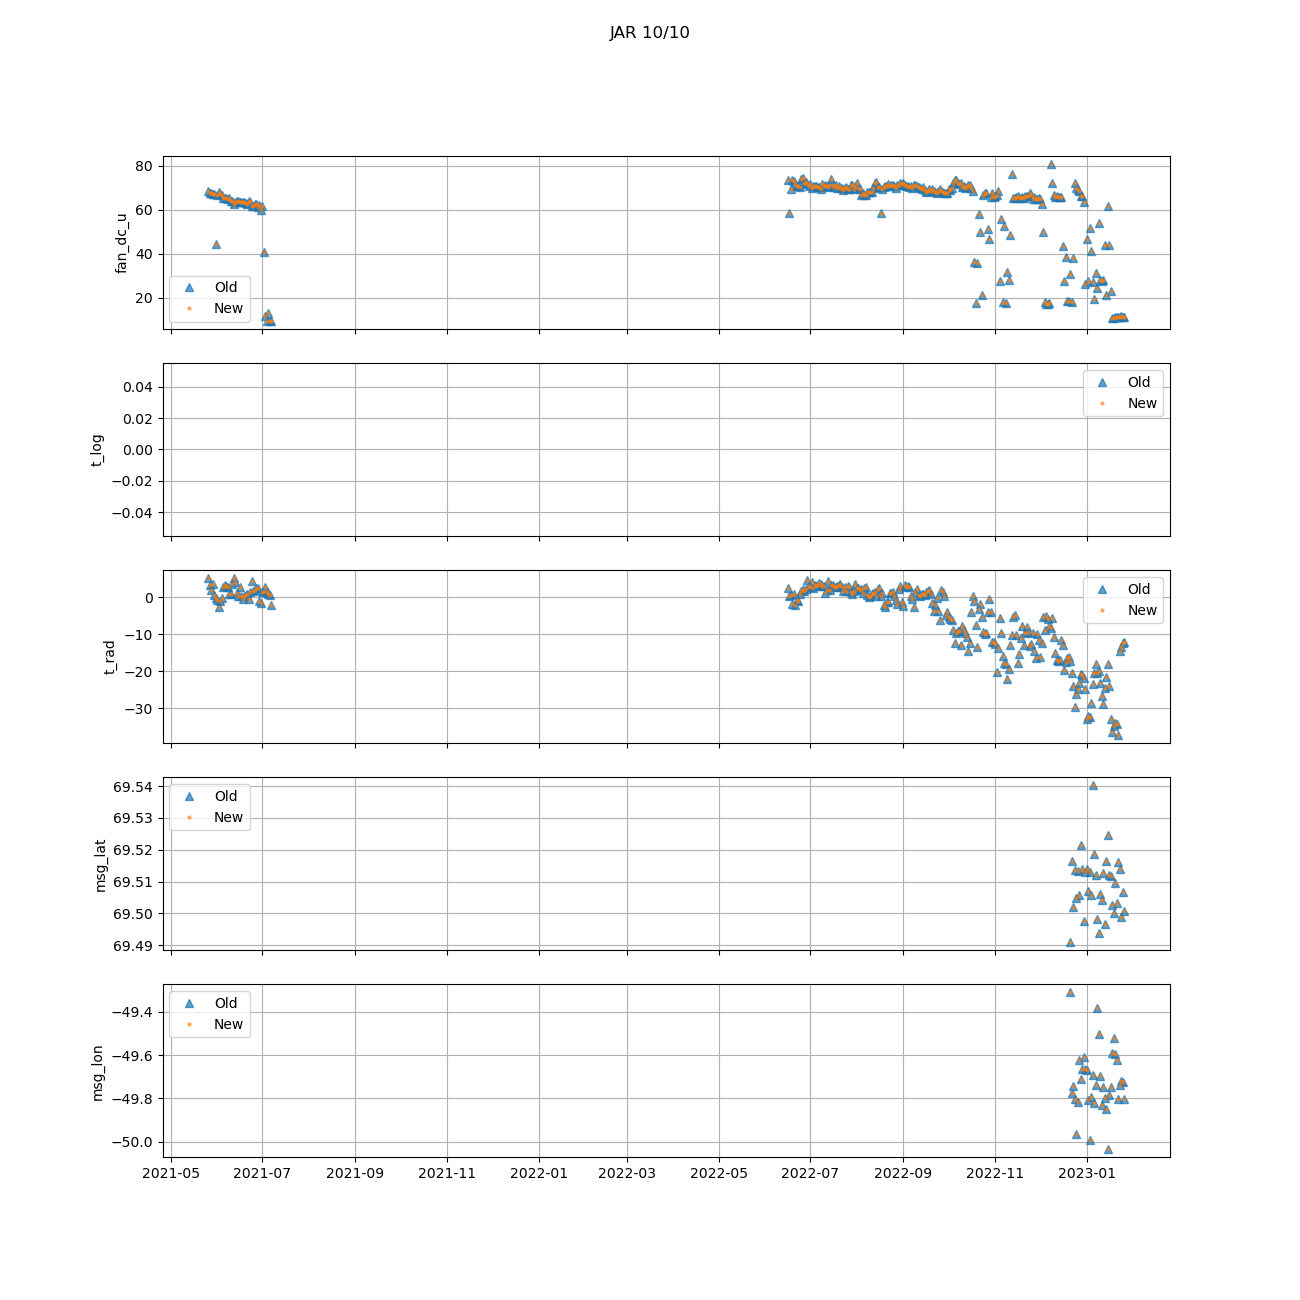 JAR 10/10
80
60
40
20
fan_dc_u
Old
New
0.04
0.02
0.00
−0.02
−0.04
t_log
Old
New
0
−10
−20
−30
t_rad
Old
New
69.54
69.53
69.52
69.51
69.50
69.49
msg_lat
Old
New
−49.4
−49.6
−49.8
−50.0
msg_lon
Old
New
2021-05 2021-07 2021-09 2021-11 2022-01 2022-03 2022-05 2022-07 2022-09 2022-11 2023-01